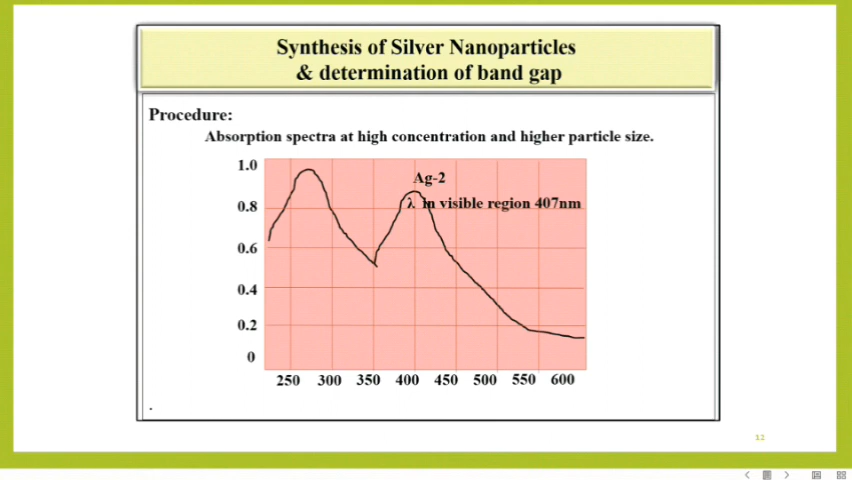 Synthesis of Silver Nanoparticles
& determination of band gap
Procedure:
Absorption spectra at high concentration and higher particle size.
1.0
Ag-2
0.8
λ in visible region 407nm
0.6
0.4
0.2
0
250 300 350 400 450 500 550 600
.
12